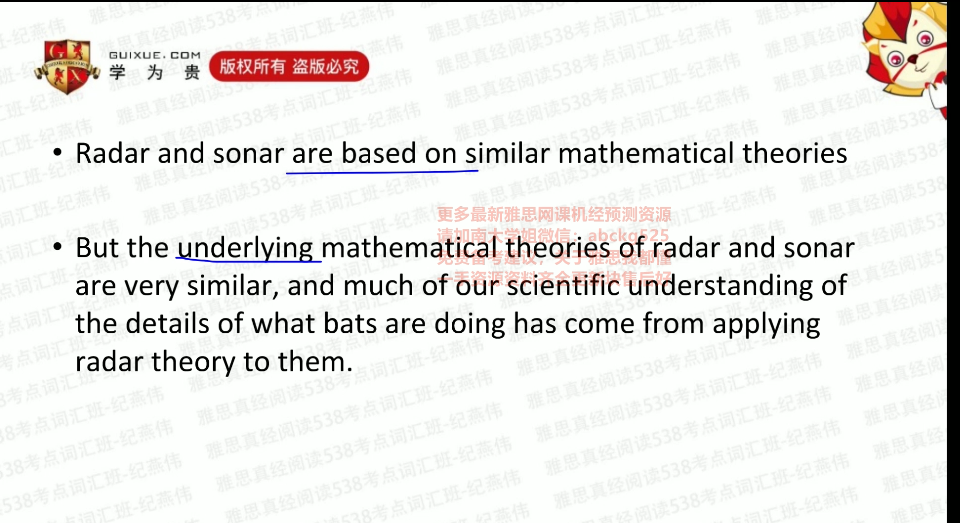 GUIXUE.COM
学为贵
版权所有 盗版必究
• Radar and sonar are based on similar mathematical theories
更多最新雅思网课机经预测资源
请加南大学姐微信：abckg525
• But the underlying mathematical theories of radar and sonar
are very similar, and much of our scientific understanding of
the details of what bats are doing has come from applying
radar theory to them.
雅思真经阅读538考点词汇班-纪燕伟